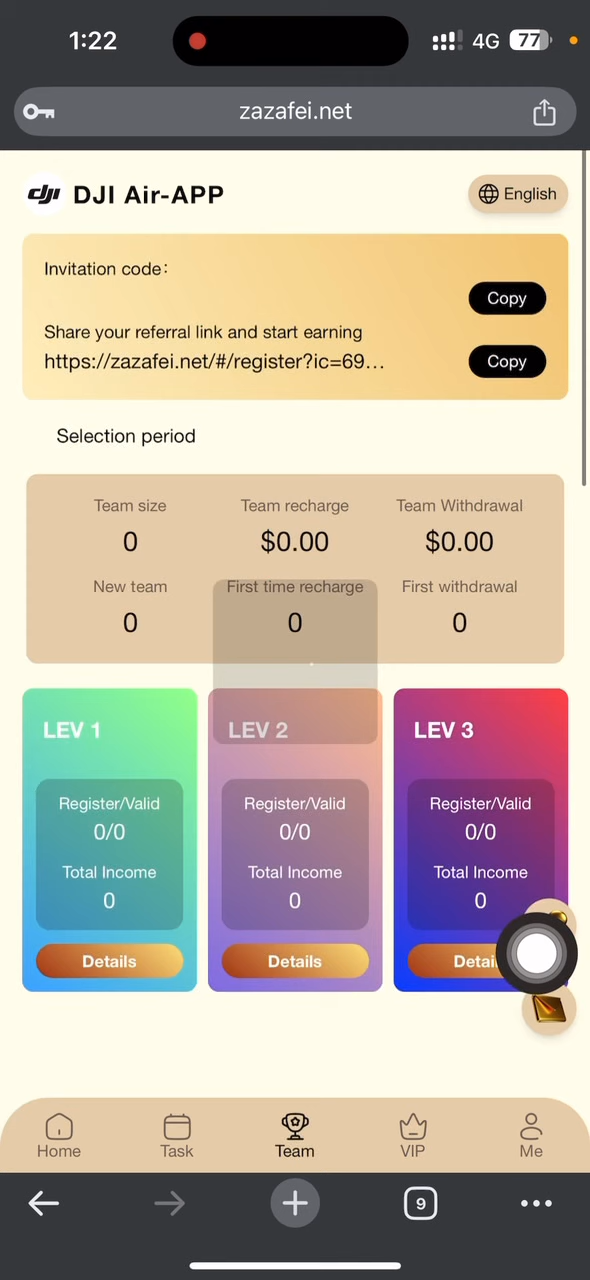 1:22
4G
77
zazafei.net
dji DJI Air-APP
English
Invitation code:
Copy
Share your referral link and start earning
https://zazafei.net/#/register?ic=69...
Copy
Selection period
Team size
Team recharge
Team Withdrawal
0
$0.00
$0.00
New team
First time recharge
First withdrawal
0
0
0
LEV 1
LEV 2
LEV 3
Register/Valid
Register/Valid
Register/Valid
0/0
0/0
0/0
Total Income
Total Income
Total Income
0
0
0
Details
Details
Detai
Home
Task
Team
VIP
Me
9